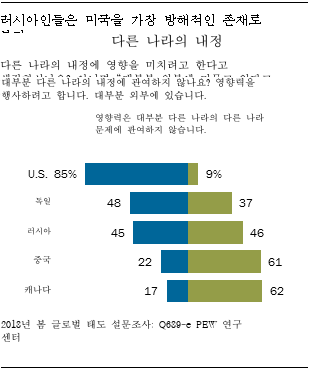 러시아인들은 미국을 가장 방해적인 존재로
다른 나라의 내정
다른 나라의 내정에 영향을 미치려고 한다고
대부분 다른 나라의 내정에 관여하지 않나요? 영향력을
행사하려고 합니다. 대부분 외부에 있습니다.
영향력은 대부분 다른 나라의 다른 나라
문제에 관여하지 않습니다.
U.S. 85% 9%
독일 48 37
러시아 45 46
중국 22 61
캐나다 17 62
2018년 봄 글로벌 태도 설문조사: Q689-e PEW 연구
센터